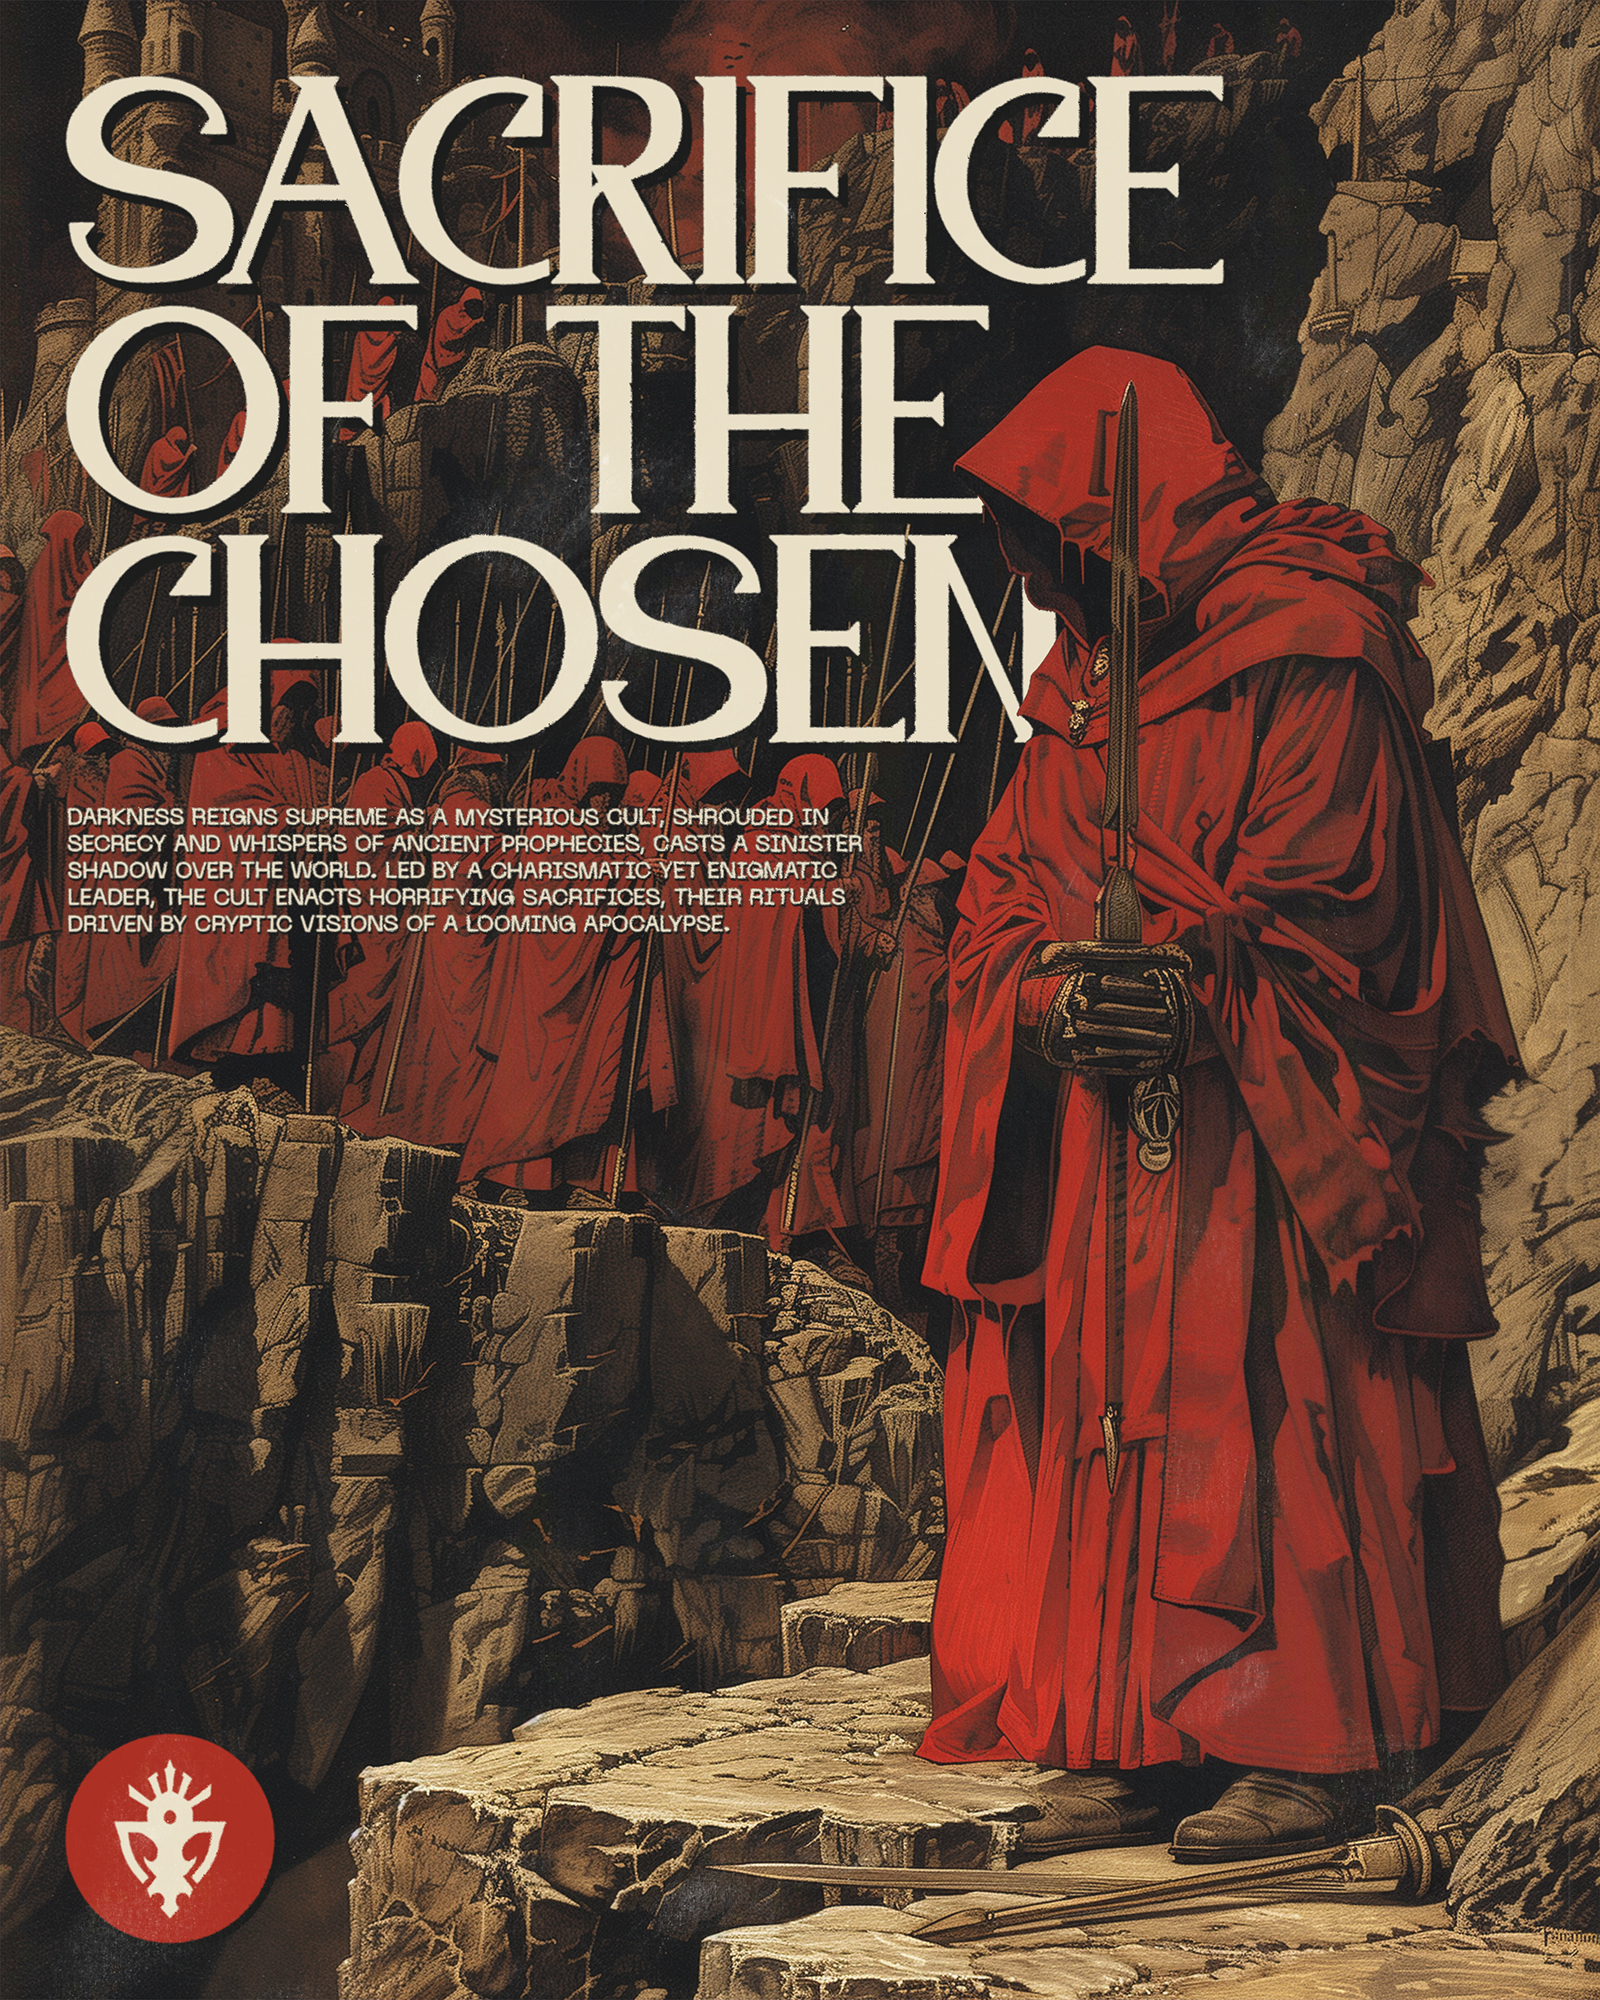 SACRIFICE
OF THE
CHOSEN
DARKNESS REIGNS SUPREME AS A MYSTERIOUS CULT, SHROUDED IN
SECRECY AND WHISPERS OF ANCIENT PROPHECIES, CASTS A SINISTER
SHADOW OVER THE WORLD. LED BY A CHARISMATIC YET ENIGMATIC
LEADER, THE CULT ENACTS HORRIFYING SACRIFICES, THEIR RITUALS
DRIVEN BY CRYPTIC VISIONS OF A LOOMING APOCALYPSE.